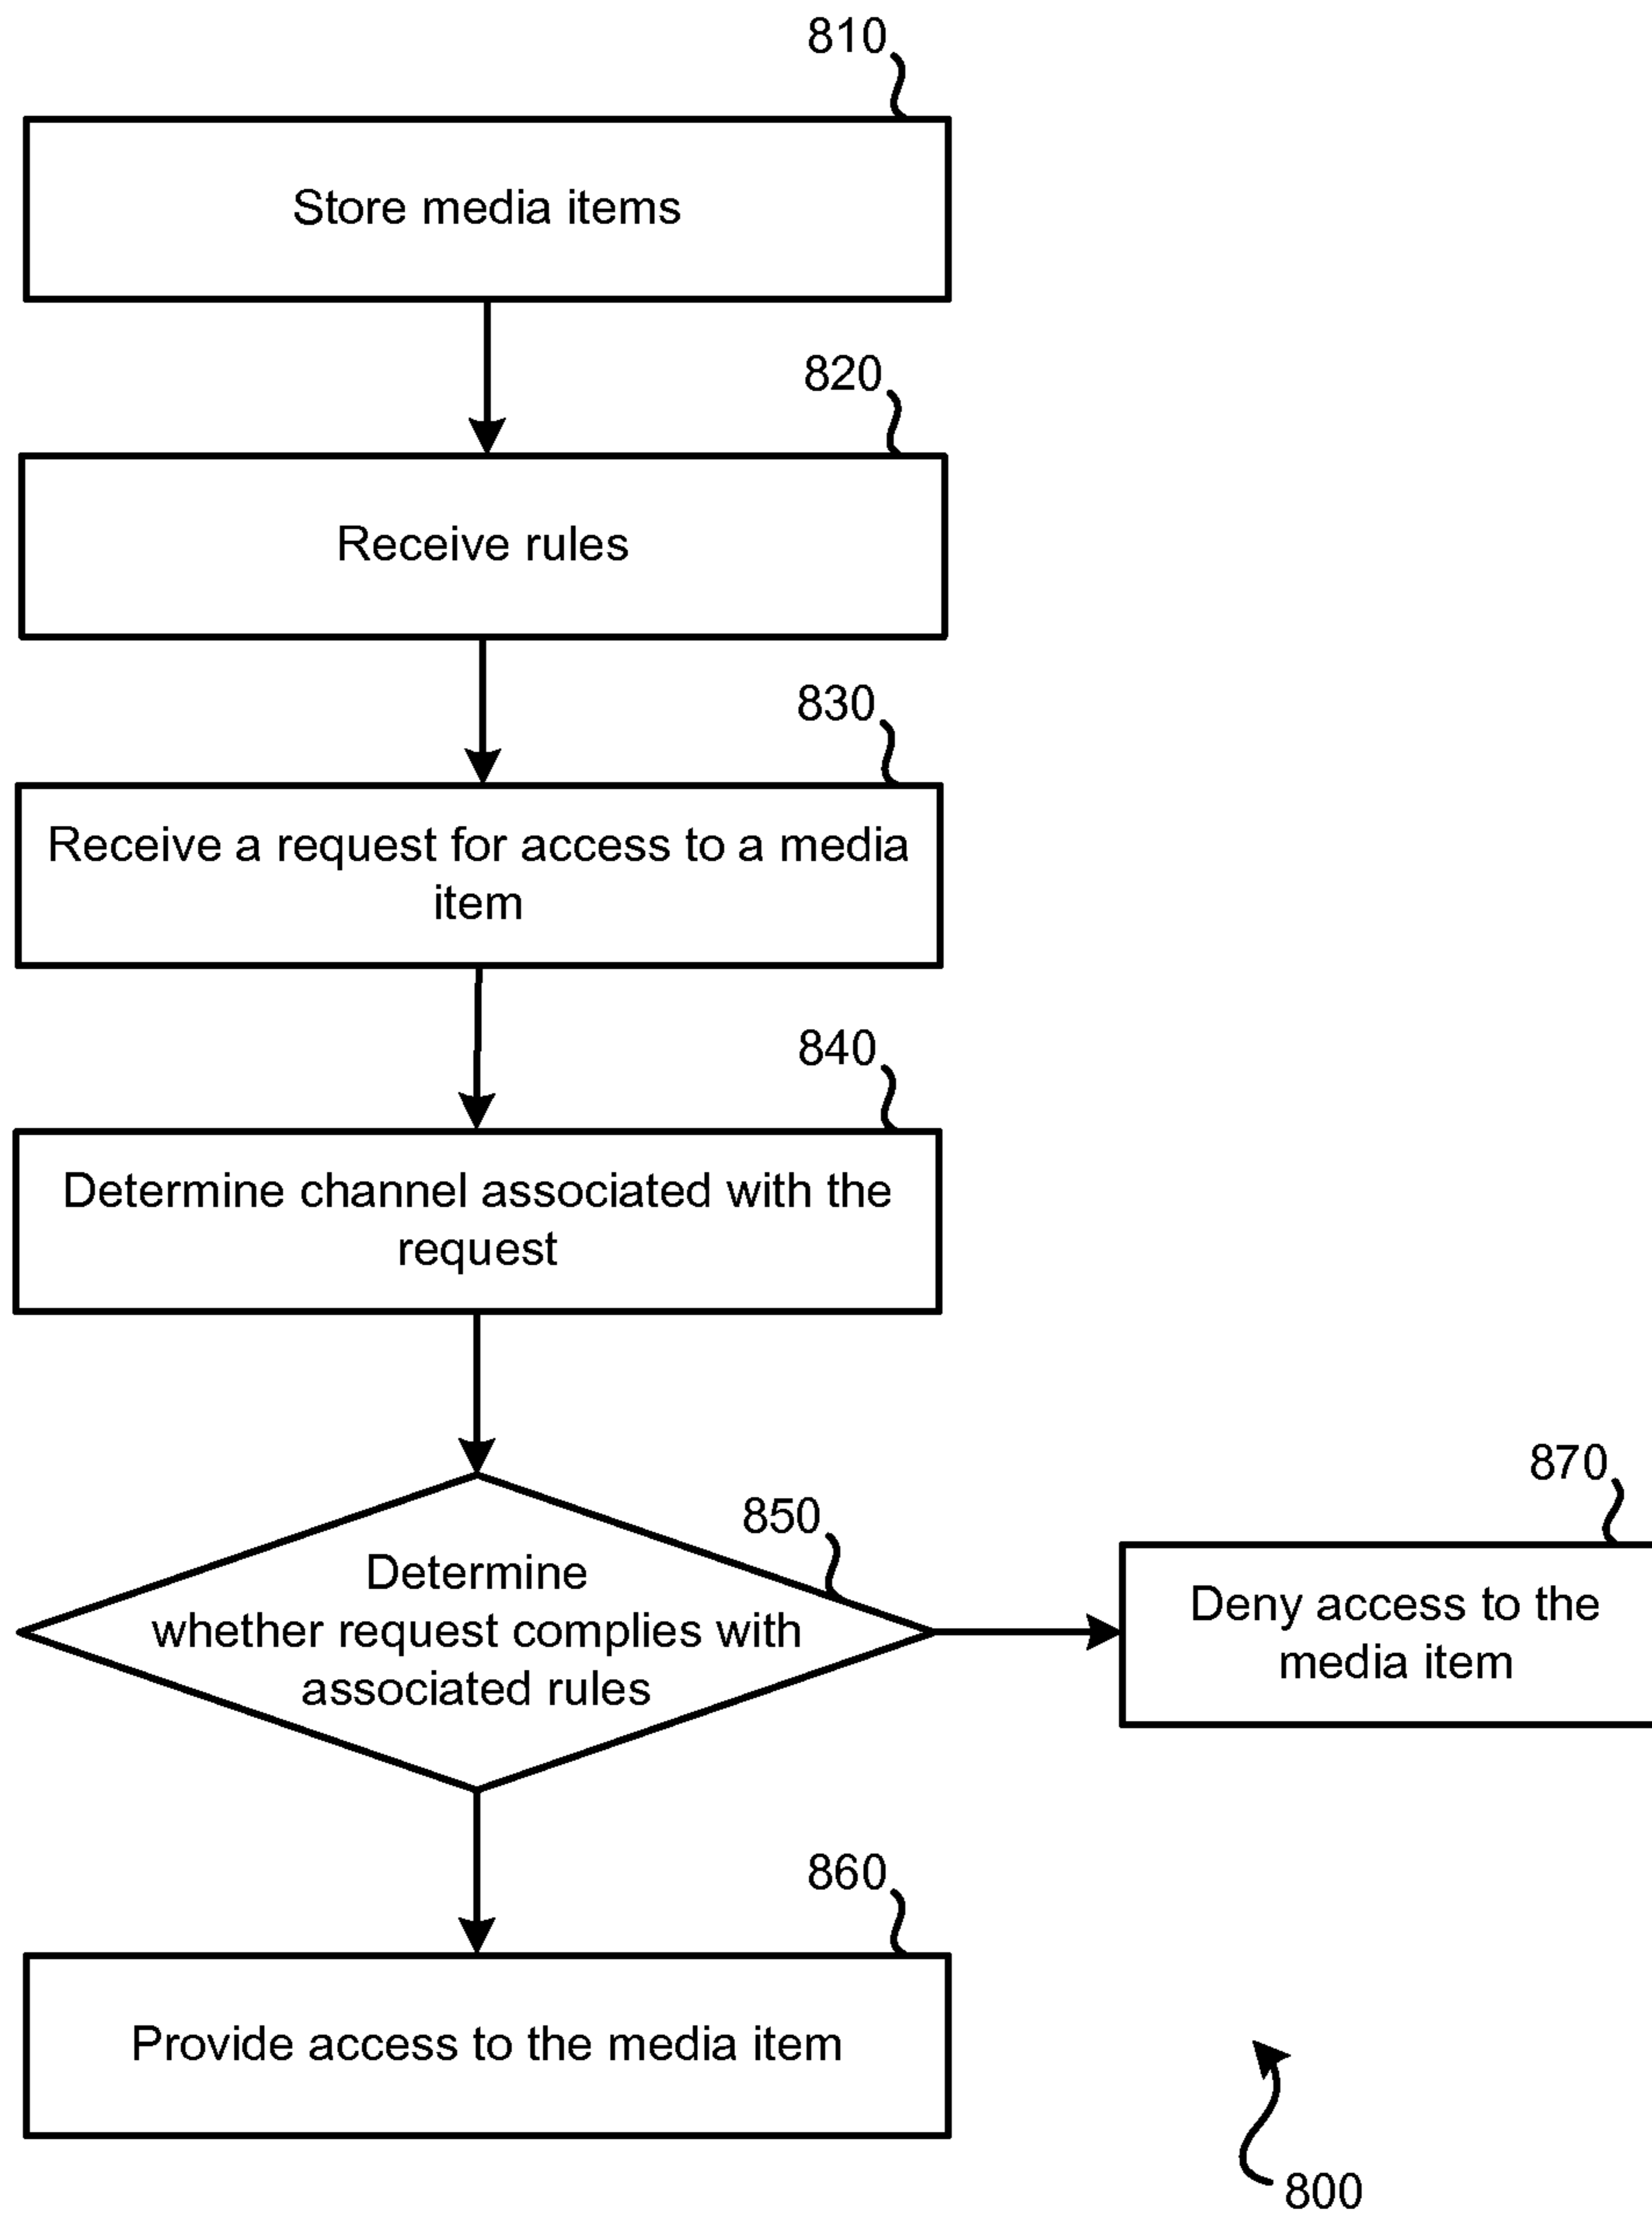 810
Store media items
820
Receive rules
830
Receive a request for access to a media
item
840
Determine channel associated with the
request
850
Determine
whether request complies with
associated rules
870
Deny access to the
media item
860
Provide access to the media item
800